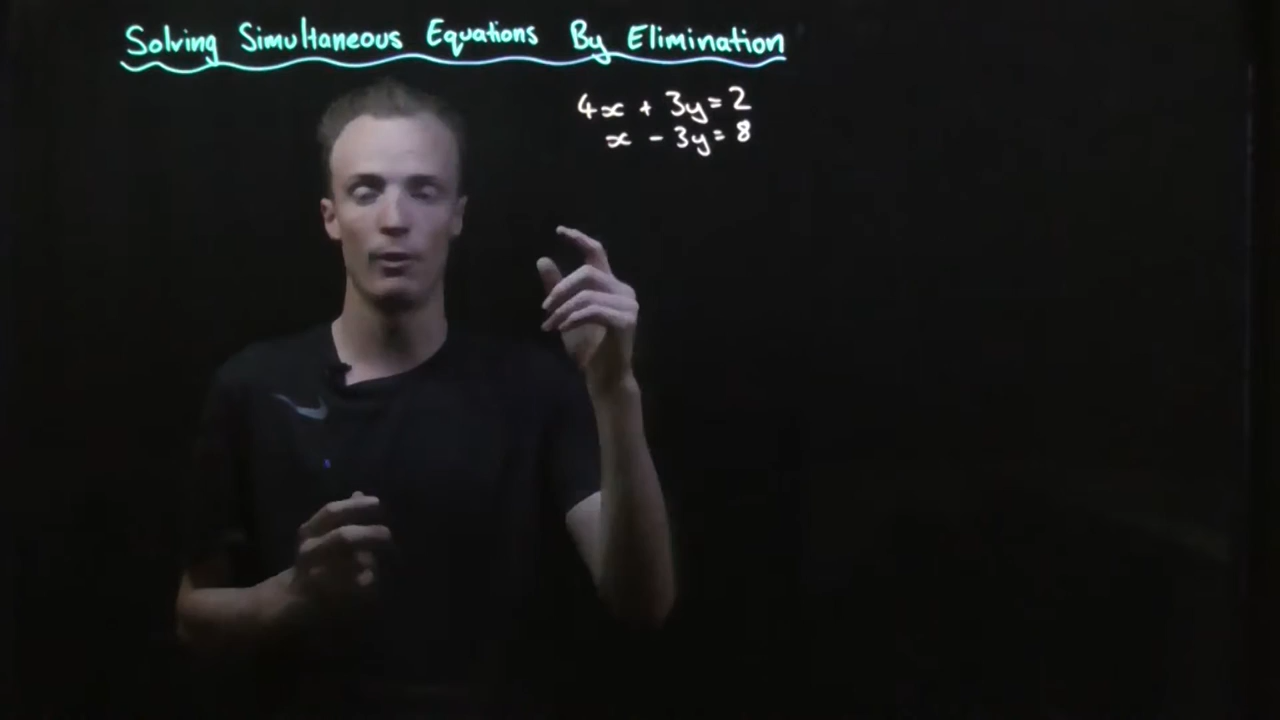 Solving Simultaneous Equations By Elimination
4x + 3y = 2
x - 3y = 8